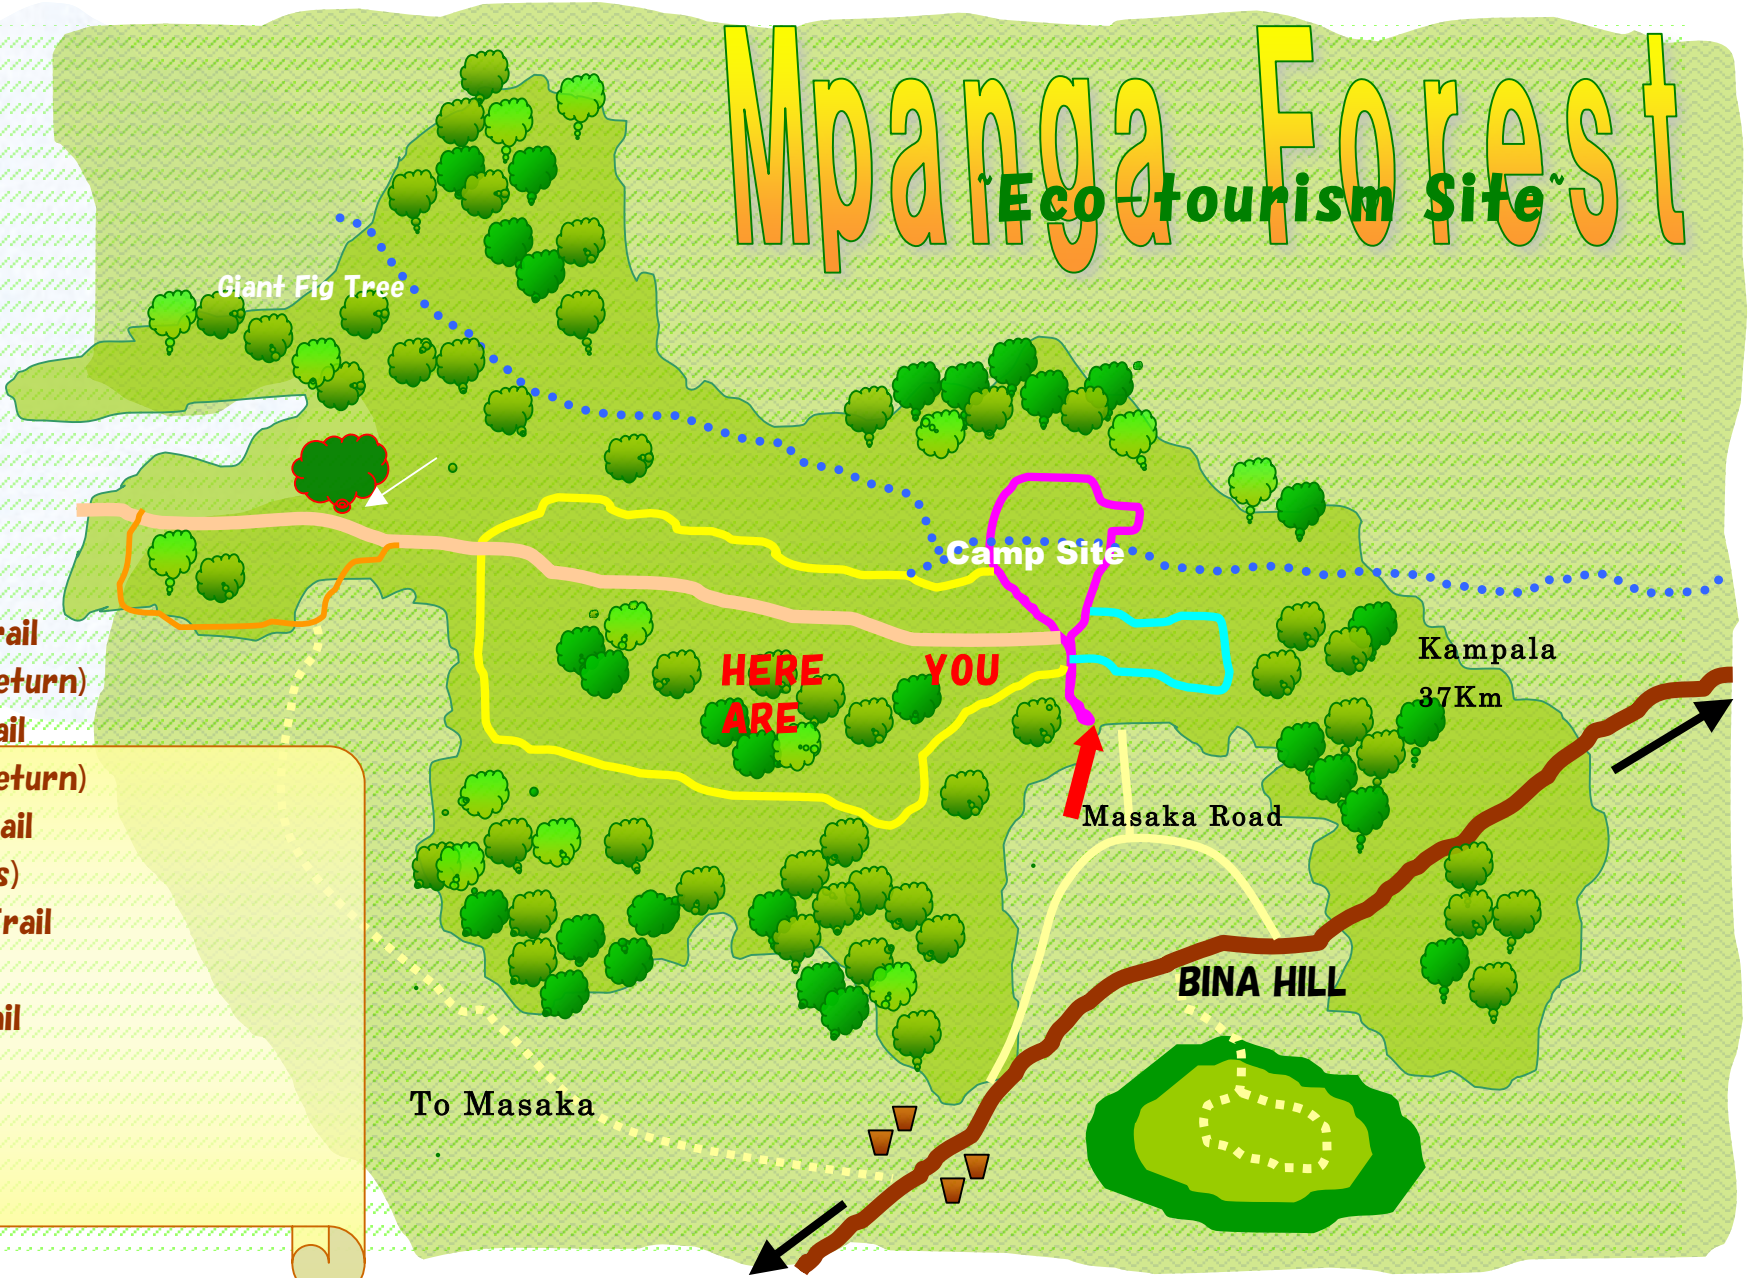 Mpanga Forest
~Eco-tourism Site~
Giant Fig Tree
Camp Site
HERE YOU
ARE
Kampala
37Km
Masaka Road
BINA HILL
To Masaka
rail
eturn)
ail
eturn)
ail
s)
rail
ail